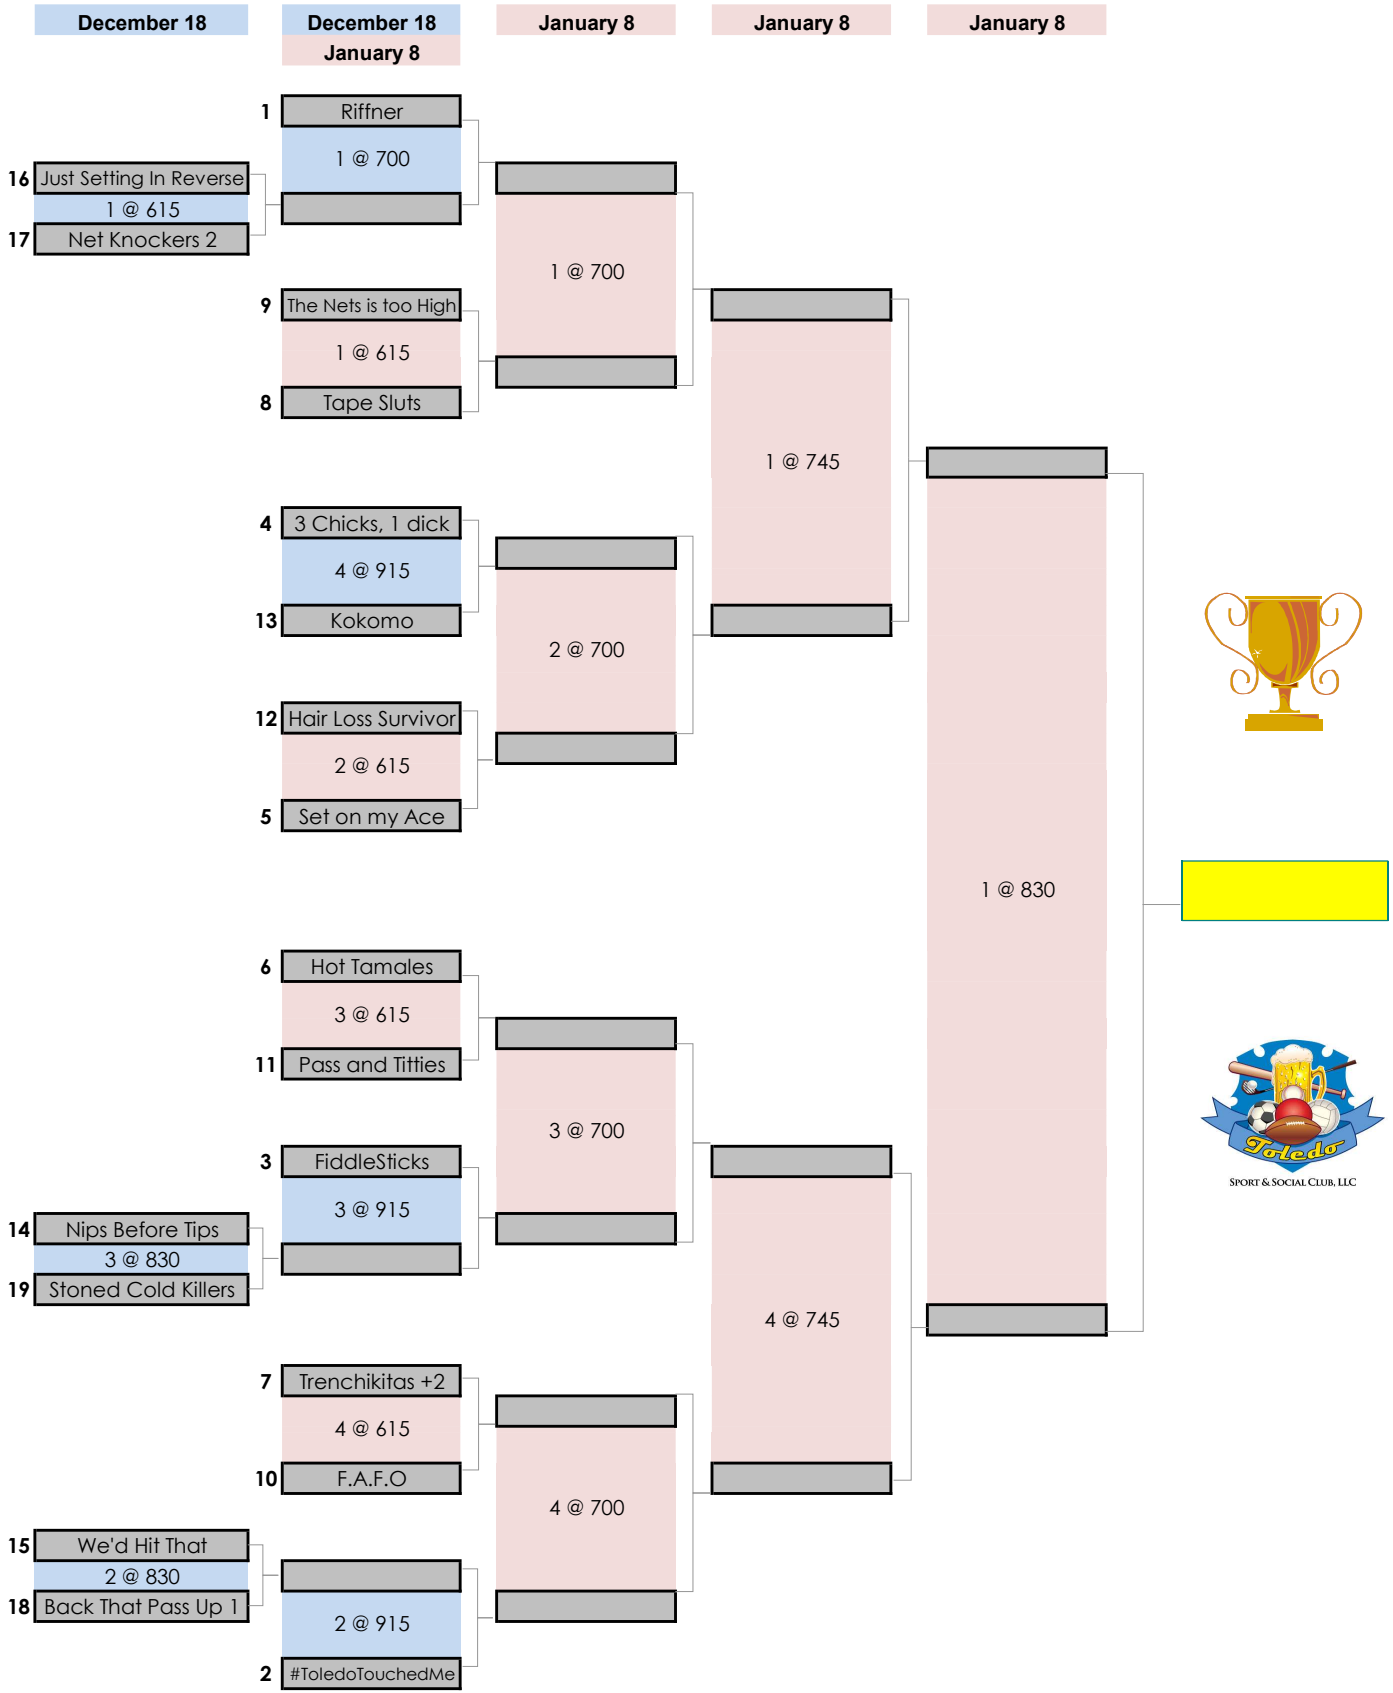 December 18
December 18
January 8
January 8
January 8
January 8
1 Riffner
1 @ 700
16 Just Setting In Reverse
1 @ 615
17 Net Knockers 2
1 @ 700
9 The Nets is too High
1 @ 615
8 Tape Sluts
1 @ 745
4 3 Chicks, 1 dick
4 @ 915
13 Kokomo
2 @ 700
12 Hair Loss Survivor
2 @ 615
5 Set on my Ace
1 @ 830
6 Hot Tamales
3 @ 615
11 Pass and Titties
3 @ 700
3 FiddleSticks
3 @ 915
14 Nips Before Tips
3 @ 830
19 Stoned Cold Killers
4 @ 745
7 Trenchikitas +2
4 @ 615
10 F.A.F.O
4 @ 700
15 We'd Hit That
2 @ 830
18 Back That Pass Up 1
2 @ 915
2 #ToledoTouchedMe
Toledo
SPORT & SOCIAL CLUB, LLC